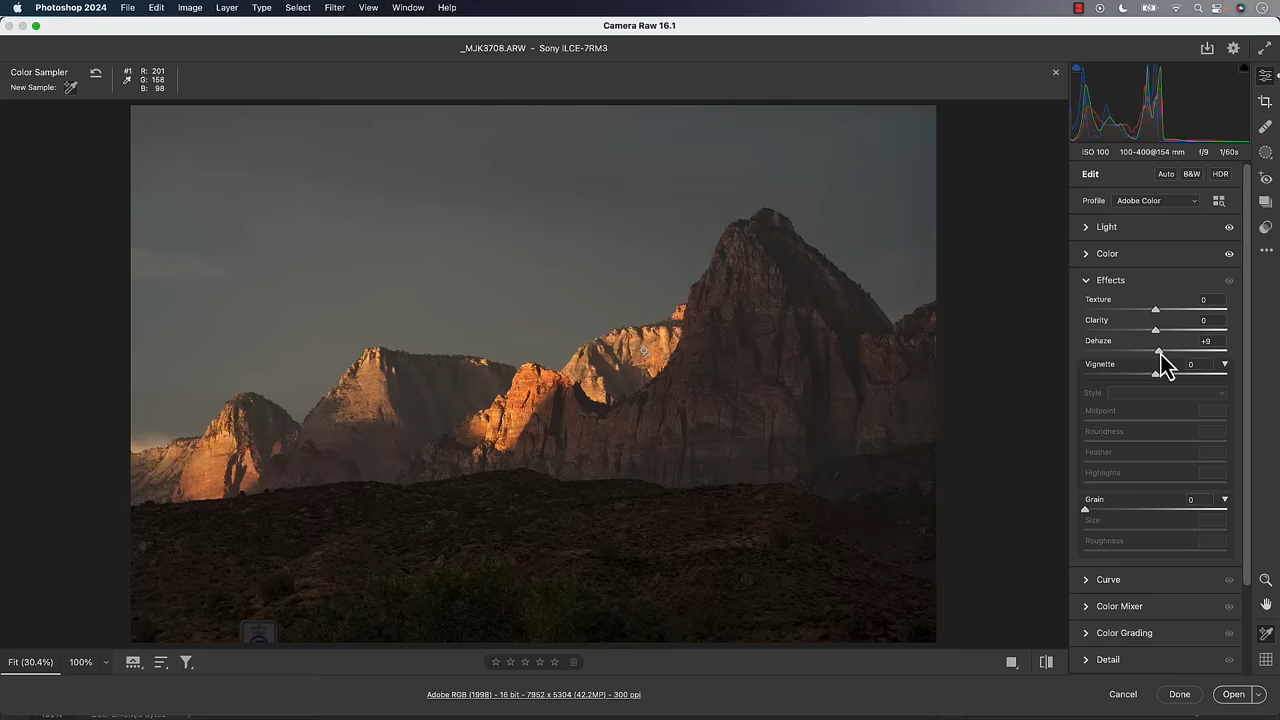 Photoshop 2024 File Edit Image Layer Type Select Filter View Window Help
Camera Raw 16.1
_MJK3708.ARW - Sony ILCE-7RM3
Color Sampler
New Sample:
#1 R: 201
G: 158
B: 98
ISO 100 100-400@154 mm f/9 1/60s
Edit Auto B&W HDR
Profile Adobe Color
Light
Color
Effects
Texture 0
Clarity 0
Dehaze +9
Vignette 0
Style
Midpoint
Roundness
Feather
Highlights
Grain 0
Size
Roughness
Curve
Color Mixer
Color Grading
Detail
Fit (30.4%) 100%
Adobe RGB (1998) - 16 bit - 7952 x 5304 (42.2MP) - 300 ppi
Cancel Done Open